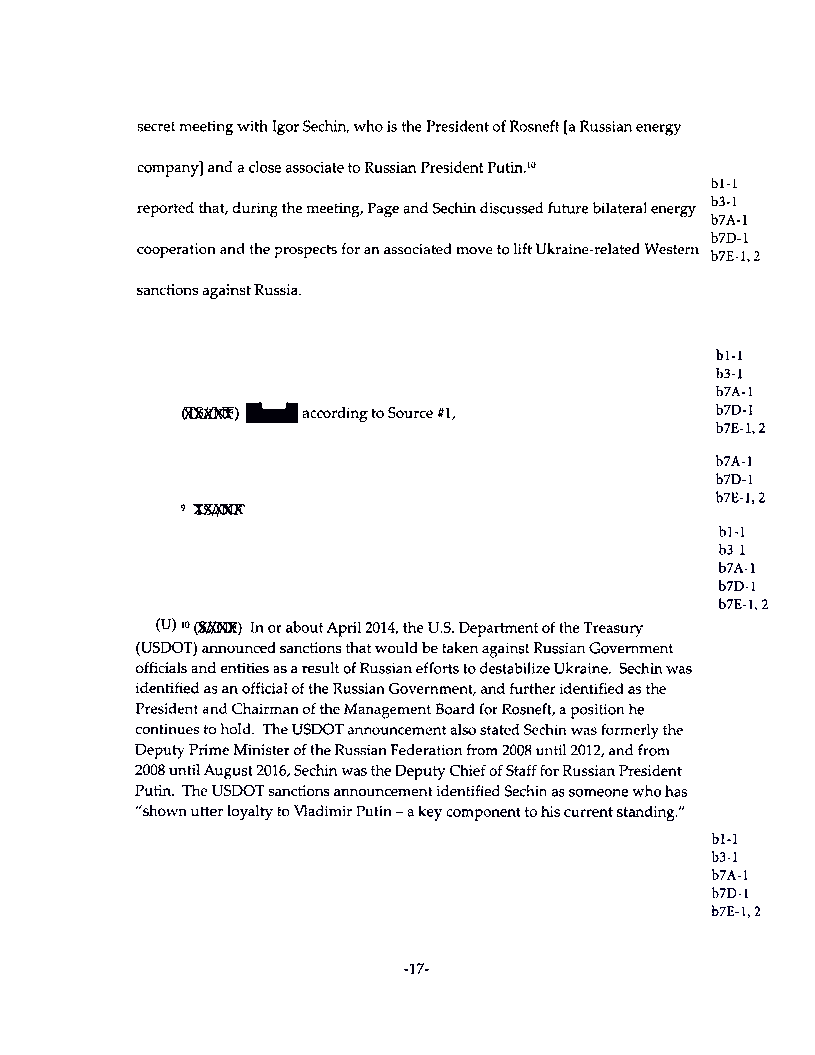 secret meeting with Igor Sechin, who is the President of Rosneft [a Russian energy
company] and a close associate to Russian President Putin.10
b1-1
b3-1
b7A-1
b7D-1
b7E-1, 2
reported that, during the meeting, Page and Sechin discussed future bilateral energy
cooperation and the prospects for an associated move to lift Ukraine-related Western
sanctions against Russia.
b1-1
b3-1
b7A-1
b7D-1
b7E-1, 2
according to Source #1,
b7A-1
b7D-1
b7E-1, 2
9
b1-1
b3-1
b7A-1
b7D-1
b7E-1, 2
(U) 10 In or about April 2014, the U.S. Department of the Treasury
(USDOT) announced sanctions that would be taken against Russian Government
officials and entities as a result of Russian efforts to destabilize Ukraine. Sechin was
identified as an official of the Russian Government, and further identified as the
President and Chairman of the Management Board for Rosneft, a position he
continues to hold. The USDOT announcement also stated Sechin was formerly the
Deputy Prime Minister of the Russian Federation from 2008 until 2012, and from
2008 until August 2016, Sechin was the Deputy Chief of Staff for Russian President
Putin. The USDOT sanctions announcement identified Sechin as someone who has
"shown utter loyalty to Vladimir Putin – a key component to his current standing."
b1-1
b3-1
b7A-1
b7D-1
b7E-1, 2
-17-